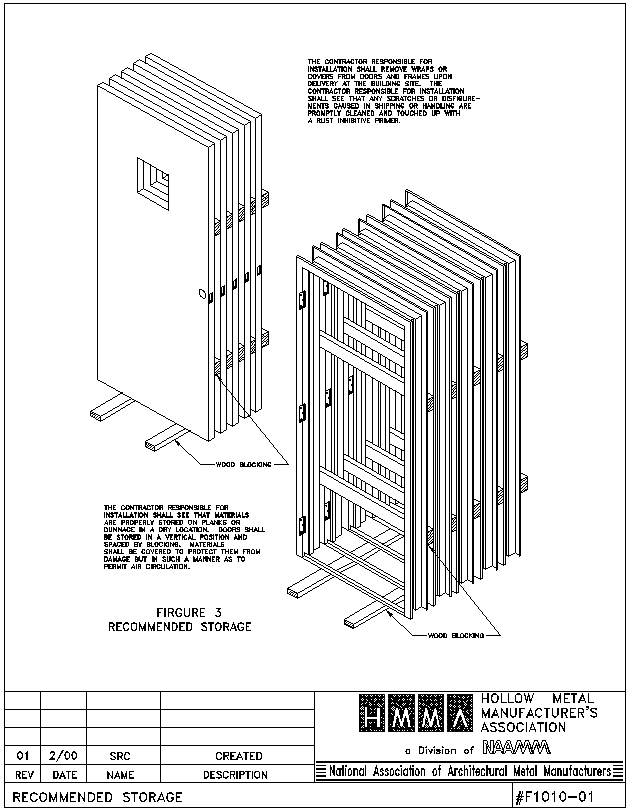 THE CONTRACTOR RESPONSIBLE FOR
INSTALLATION SHALL REMOVE WRAPS OR
COVERS FROM DOORS AND FRAMES UPON
DELIVERY AT THE BUILDING SITE. THE
CONTRACTOR RESPONSIBLE FOR INSTALLATION
SHALL SEE THAT ANY SCRATCHES OR DISFIGURE-
MENTS CAUSED IN SHIPPING OR HANDLING ARE
PROMPTLY CLEANED AND TOUCHED UP WITH
A RUST INHIBITIVE PRIMER.
WOOD BLOCKING
THE CONTRACTOR RESPONSIBLE FOR
INSTALLATION SHALL SEE THAT MATERIALS
ARE PROPERLY STORED ON PLANKS OR
DUNNAGE IN A DRY LOCATION. DOORS SHALL
BE STORED IN A VERTICAL POSITION AND
SPACED BY BLOCKING. MATERIALS
SHALL BE COVERED TO PROTECT THEM FROM
DAMAGE BUT IN SUCH A MANNER AS TO
PERMIT AIR CIRCULATION.
FIRGURE 3
RECOMMENDED STORAGE
WOOD BLOCKING
HMMA
HOLLOW METAL
MANUFACTURER'S
ASSOCIATION
a Division of NAAMM
National Association of Architectural Metal Manufacturers
01 2/00 SRC CREATED
REV DATE NAME DESCRIPTION
RECOMMENDED STORAGE
#F1010-01